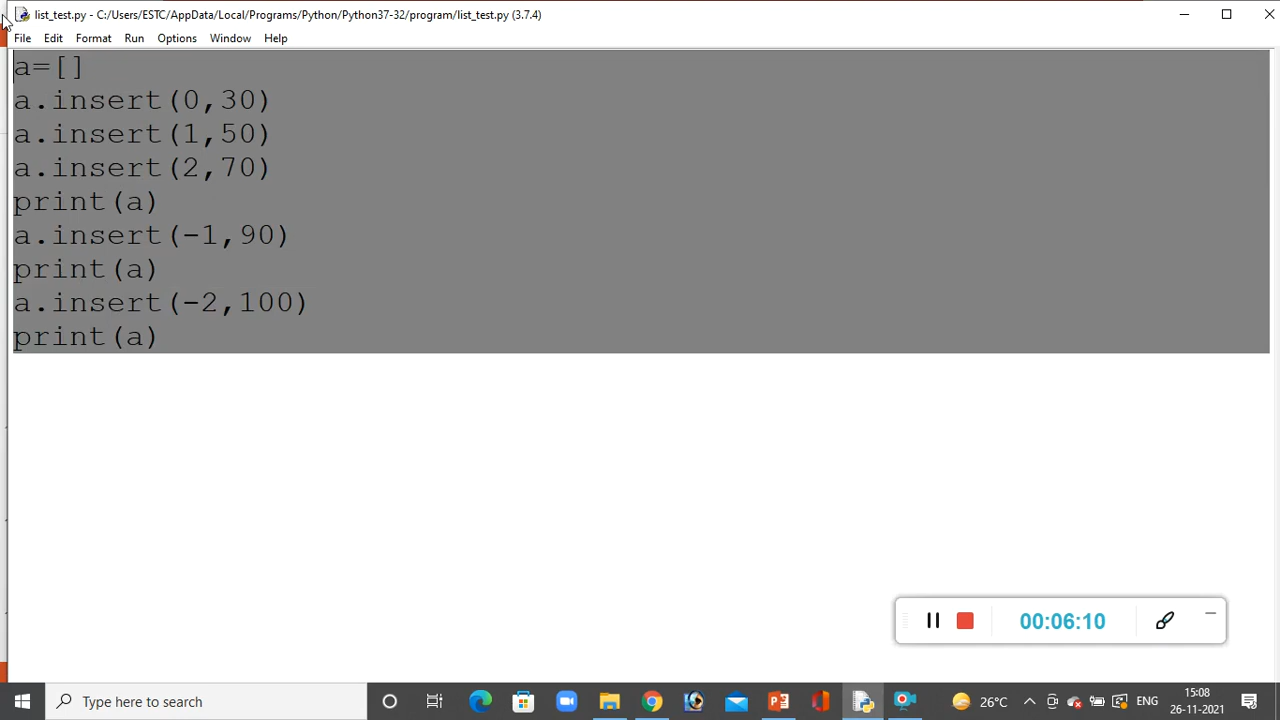 list_test.py - C:/Users/ESTC/AppData/Local/Programs/Python/Python37-32/program/list_test.py (3.7.4)
File Edit Format Run Options Window Help
a=[]
a.insert(0,30)
a.insert(1,50)
a.insert(2,70)
print(a)
a.insert(-1,90)
print(a)
a.insert(-2,100)
print(a)
00:06:10
Type here to search
26°C
ENG
15:08
26-11-2021